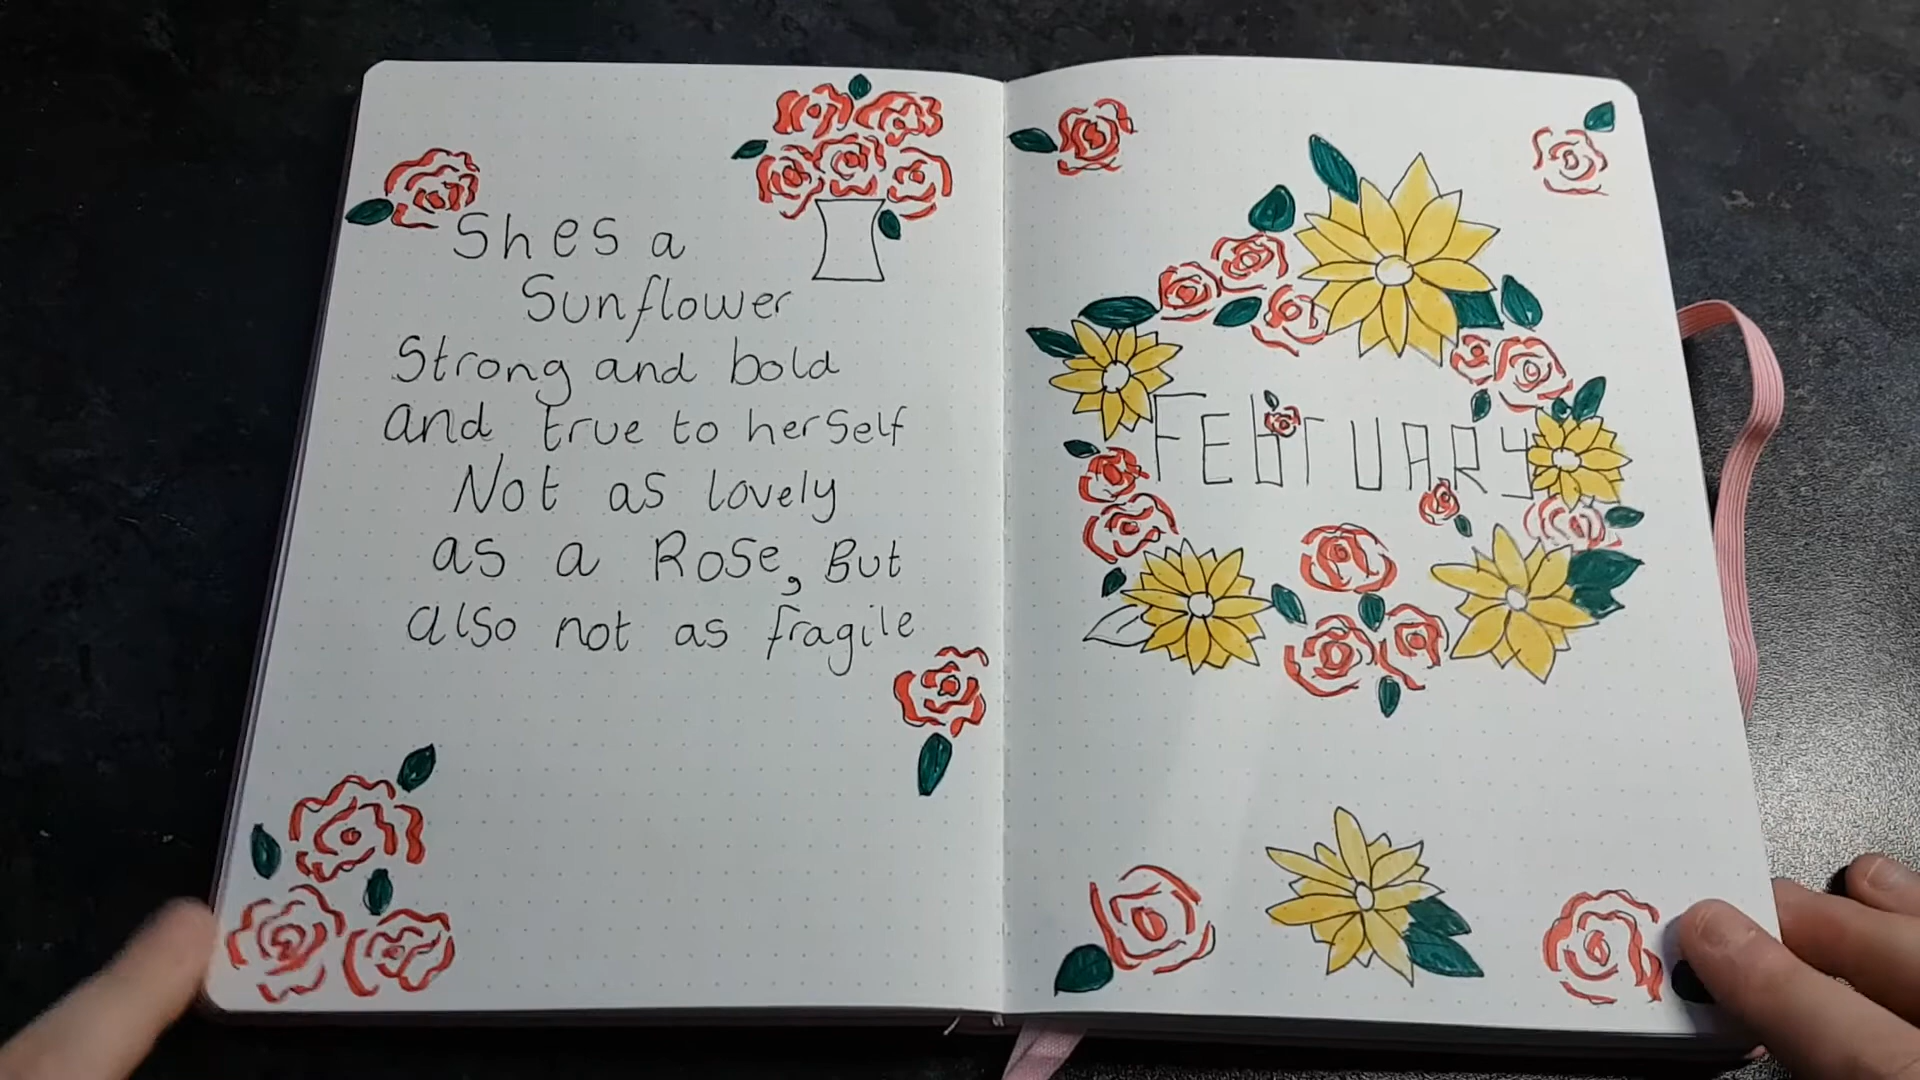 Shes a
Sunflower
Strong and bold
and true to herself
Not as lovely
as a Rose, But
also not as fragile
February